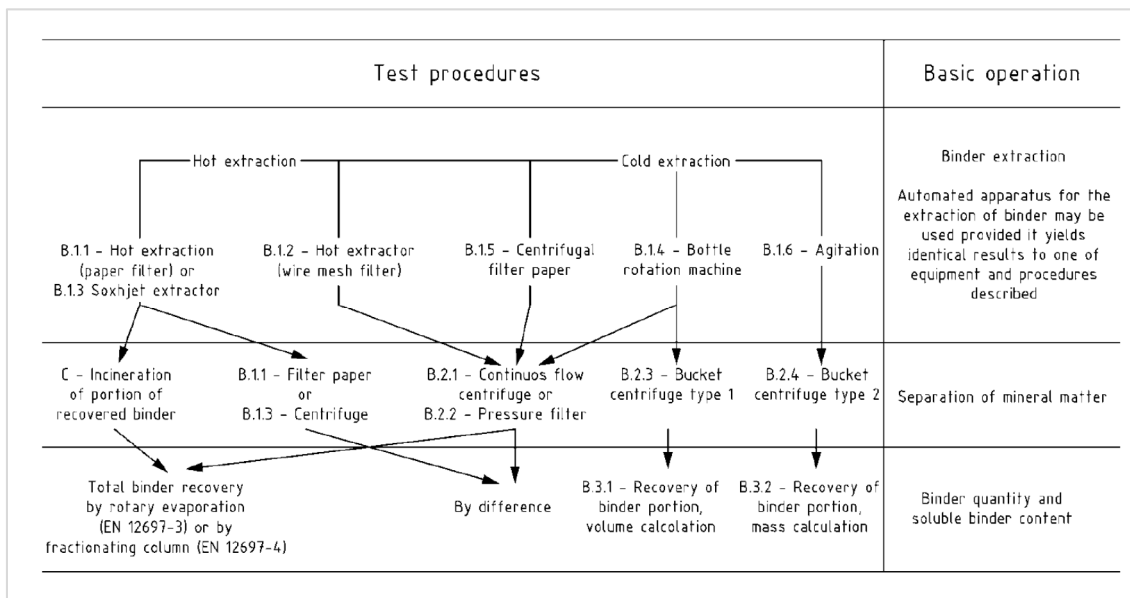 Test procedures
Basic operation
Hot extraction
Cold extraction
Binder extraction
Automated apparatus for the
extraction of binder may be
used provided it yields
identical results to one of
equipment and procedures
described
B.1.1 - Hot extraction
(paper filter) or
B.1.3 Soxhjet extractor
B.1.2 - Hot extractor
(wire mesh filter)
B.1.5 - Centrifugal
filter paper
B.1.4 - Bottle
rotation machine
B.1.6 - Agitation
C - Incineration
of portion of
recovered binder
B.1.1 - Filter paper
or
B.1.3 - Centrifuge
B.2.1 - Continuos flow
centrifuge or
B.2.2 - Pressure filter
B.2.3 - Bucket
centrifuge type 1
B.2.4 - Bucket
centrifuge type 2
Separation of mineral matter
Total binder recovery
by rotary evaporation
(EN 12697-3) or by
fractionating column (EN 12697-4)
By difference
B.3.1 - Recovery of
binder portion,
volume calcolation
B.3.2 - Recovery of
binder portion,
mass calculation
Binder quantity and
soluble binder content